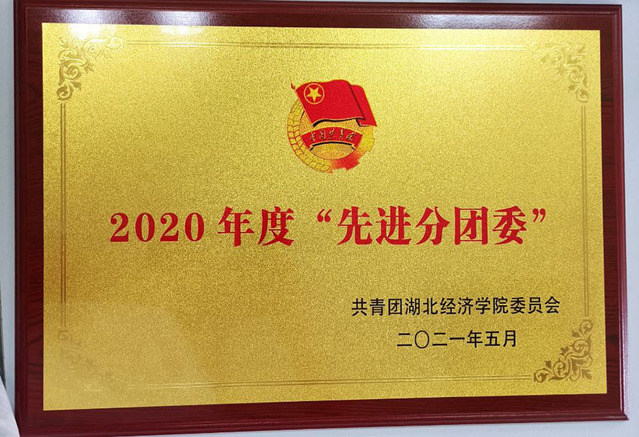 2020年度“先进分团委”
共青团湖北经济学院委员会
二〇二一年五月